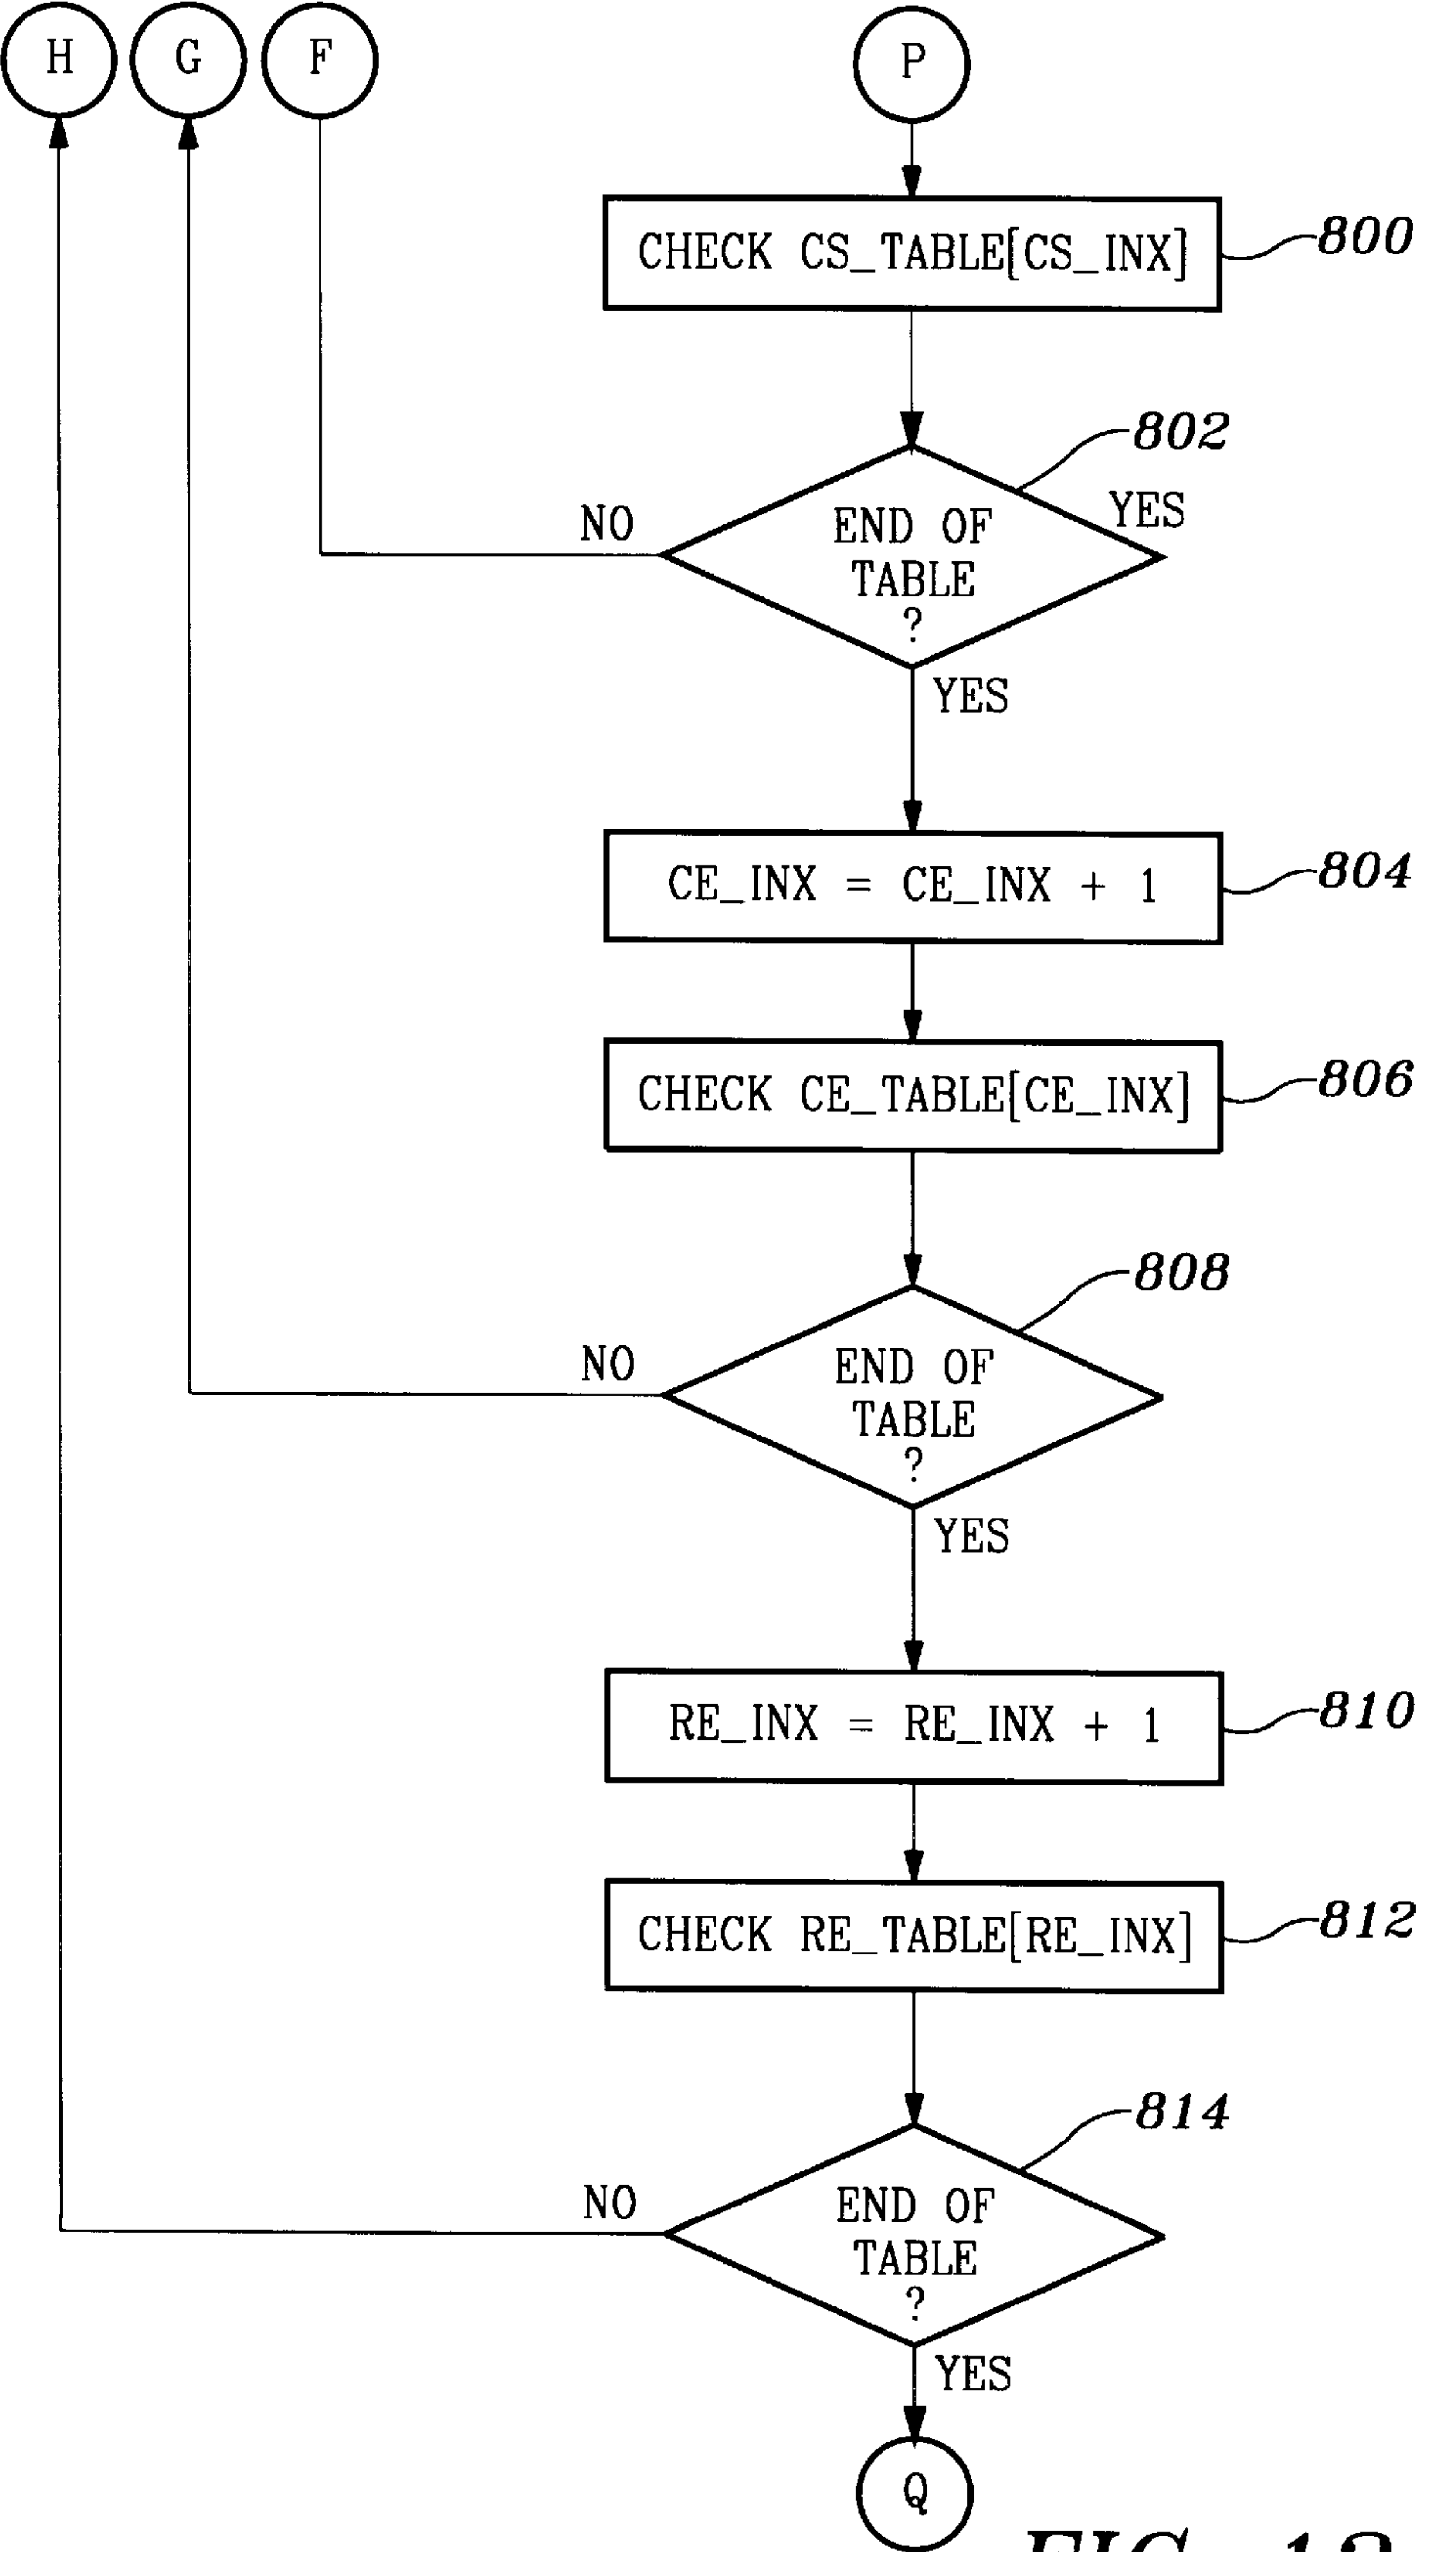 H G F P
CHECK CS_TABLE[CS_INX] 800
802
NO
YES
END OF
TABLE
?
YES
CE_INX = CE_INX + 1 804
CHECK CE_TABLE[CE_INX] 806
808
NO
END OF
TABLE
?
YES
RE_INX = RE_INX + 1 810
CHECK RE_TABLE[RE_INX] 812
814
NO
END OF
TABLE
?
YES
Q
FIG.